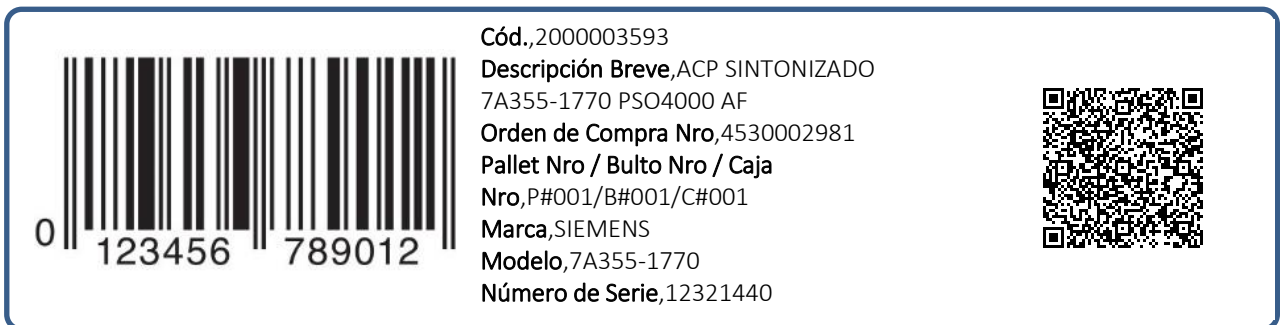 0 123456 789012
Cód.,2000003593
Descripción Breve,ACP SINTONIZADO
7A355-1770 PSO4000 AF
Orden de Compra Nro,4530002981
Pallet Nro / Bulto Nro / Caja
Nro,P#001/B#001/C#001
Marca,SIEMENS
Modelo,7A355-1770
Número de Serie,12321440